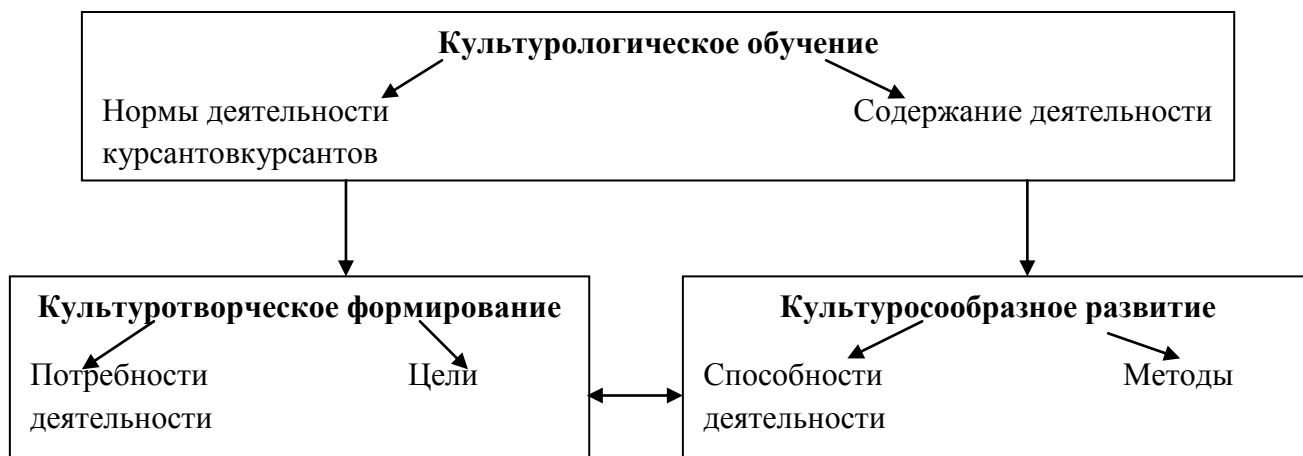 Культурологическое обучение
Нормы деятельности
курсантовкурсантов
Содержание деятельности
Культуротворческое формирование
Потребности
деятельности
Цели
Культуросообразное развитие
Способности
деятельности
Методы